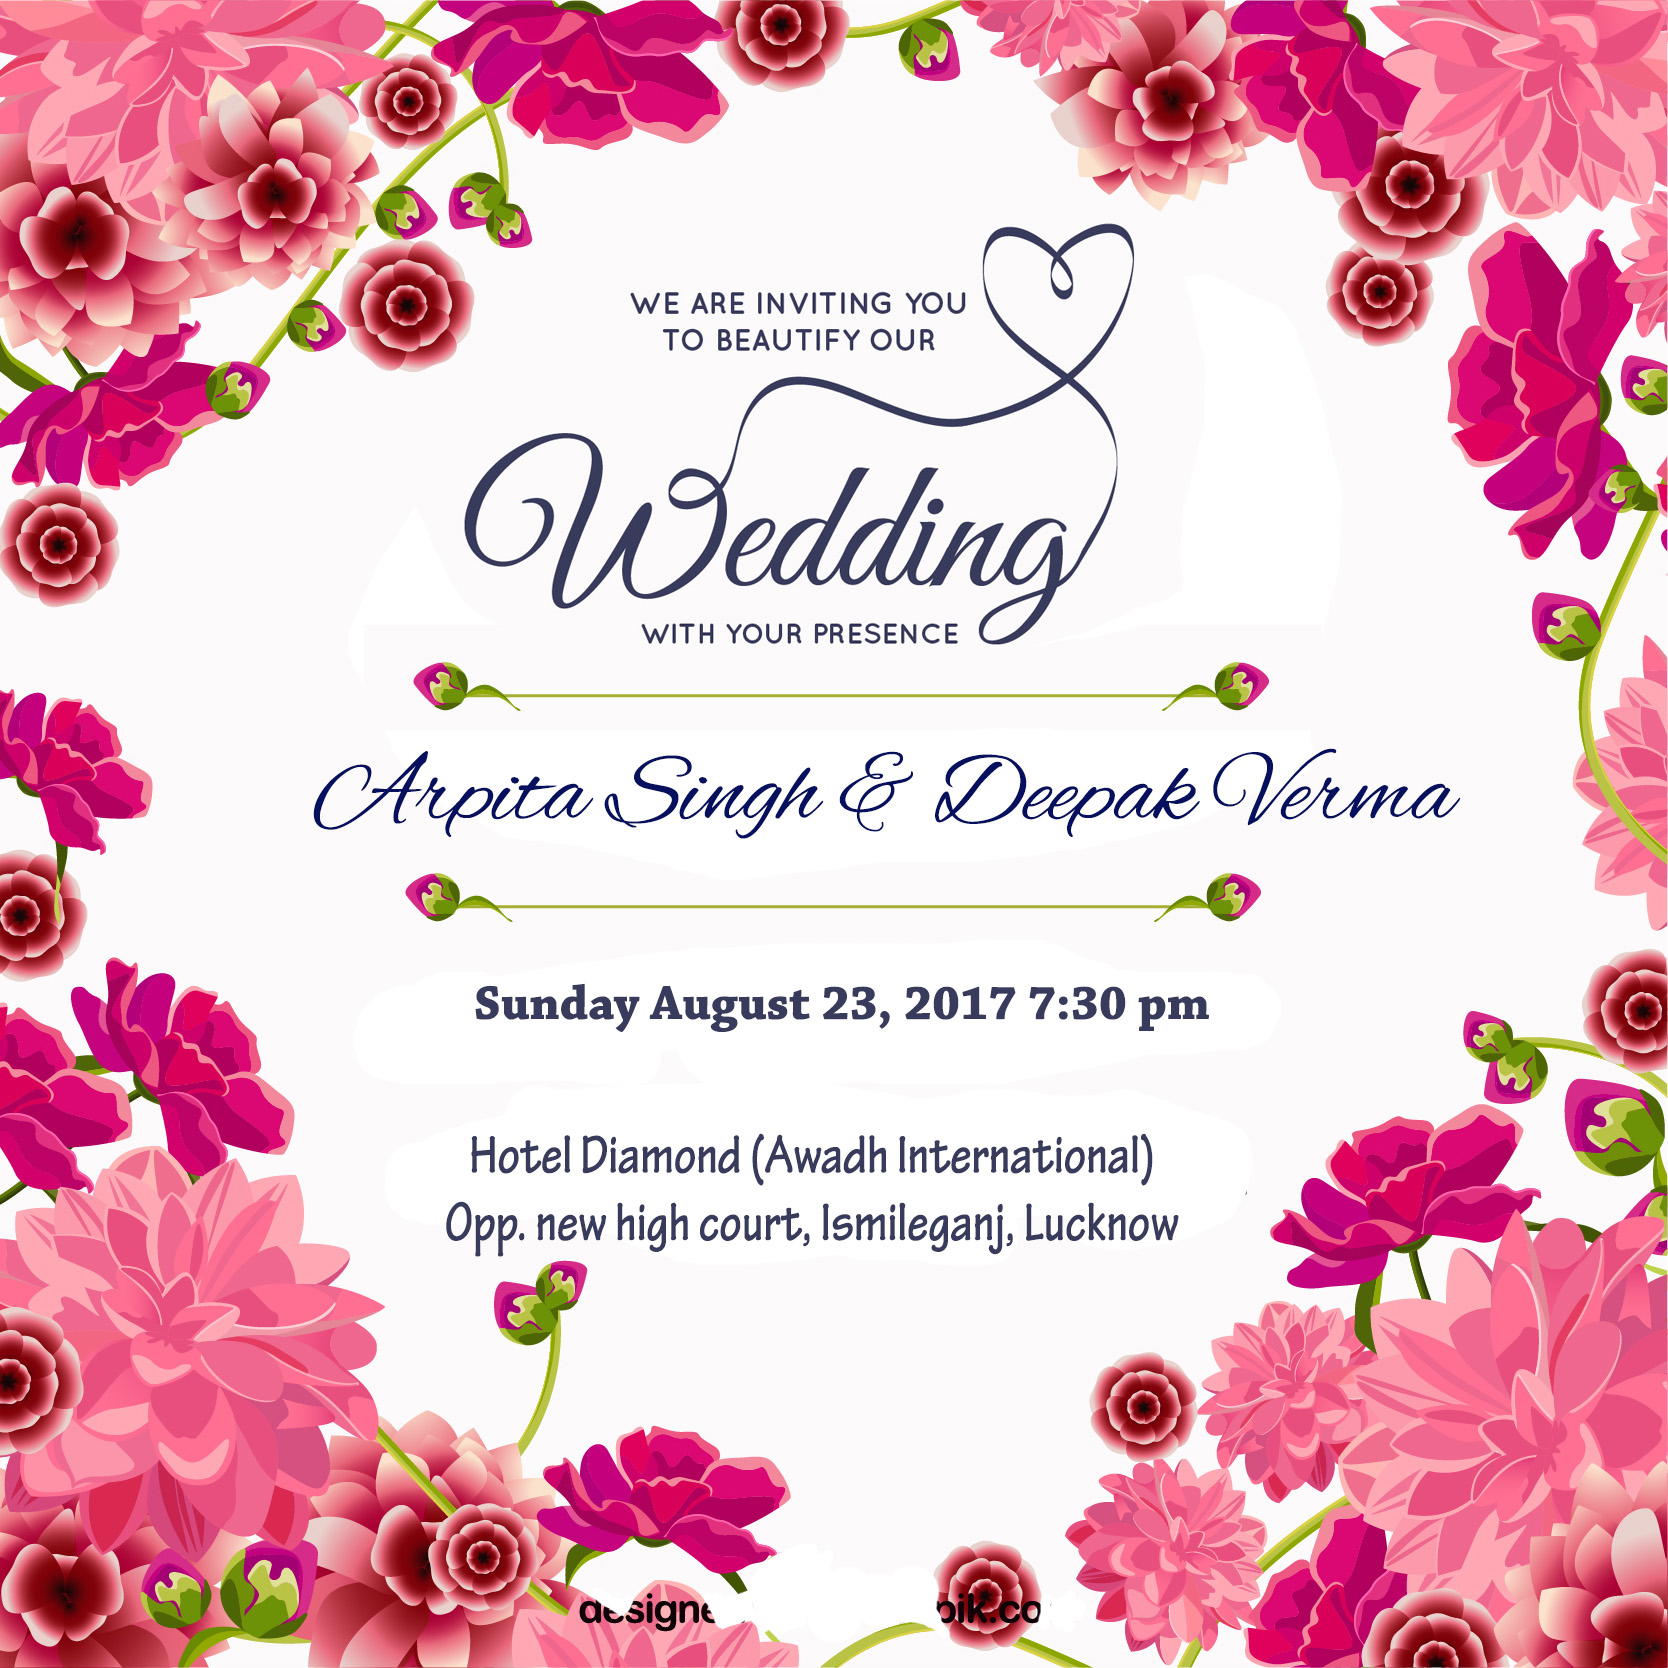 WE ARE INVITING YOU
TO BEAUTIFY OUR
Wedding
WITH YOUR PRESENCE
Arpita Singh & Deepak Verma
Sunday August 23, 2017 7:30 pm
Hotel Diamond (Awadh International)
Opp. new high court, Ismileganj, Lucknow